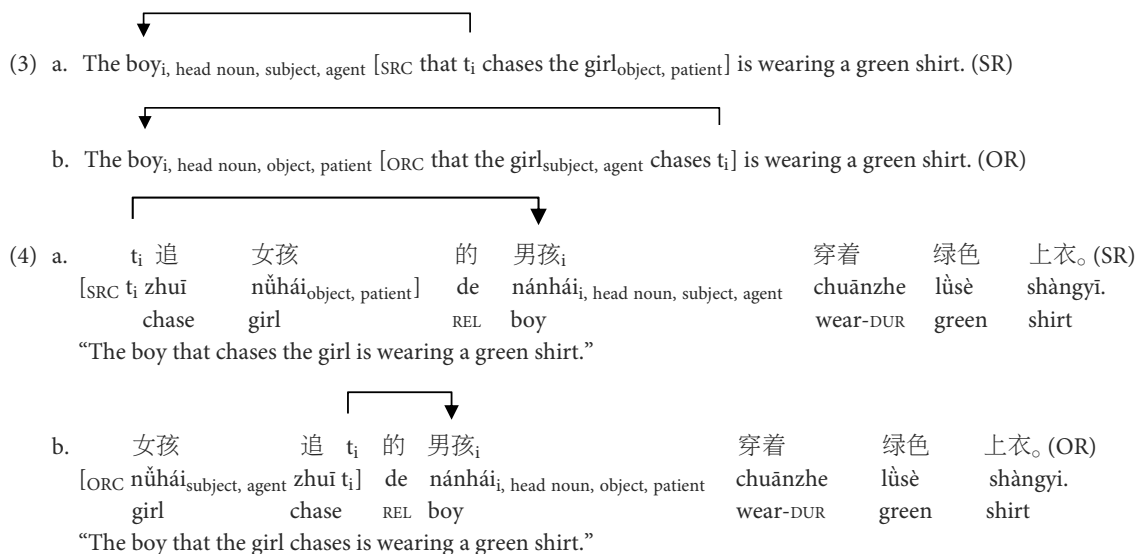 (3) a. The boyi, head noun, subject, agent [SRC that ti chases the girlobject, patient] is wearing a green shirt. (SR)
b. The boyi, head noun, object, patient [ORC that the girlsubject, agent chases ti] is wearing a green shirt. (OR)
(4) a. ti 追 女孩 的 男孩i 穿着 绿色 上衣。(SR)
[SRC ti zhuī nǚháiobject, patient] de nánháii, head noun, subject, agent chuānzhe lǜsè shàngyī.
chase girl REL boy wear-DUR green shirt
“The boy that chases the girl is wearing a green shirt.”
b. 女孩 追 ti 的 男孩i 穿着 绿色 上衣。(OR)
[ORC nǚháisubject, agent zhuī ti] de nánháii, head noun, object, patient chuānzhe lǜsè shàngyi.
girl chase REL boy wear-DUR green shirt
“The boy that the girl chases is wearing a green shirt.”